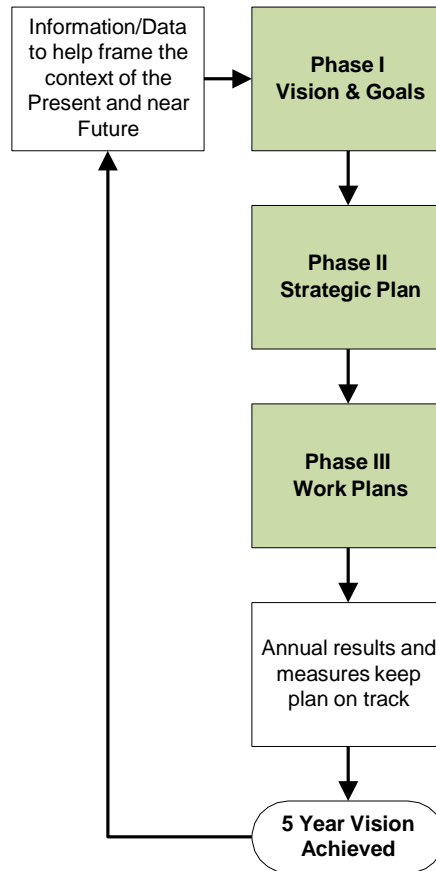 Information/Data
to help frame the
context of the
Present and near
Future
Phase I
Vision & Goals
Phase II
Strategic Plan
Phase III
Work Plans
Annual results and
measures keep
plan on track
5 Year Vision
Achieved